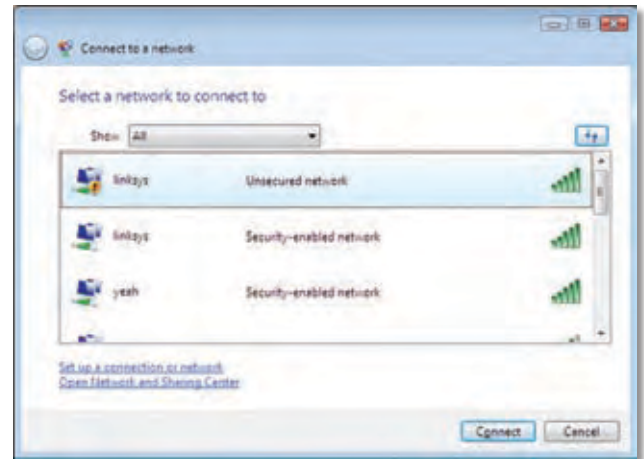 Connect to a network
Select a network to connect to
Show All
linksys Unsecured network
linksys Security-enabled network
yeah Security-enabled network
Set up a connection or network
Open Network and Sharing Center
Connect Cancel